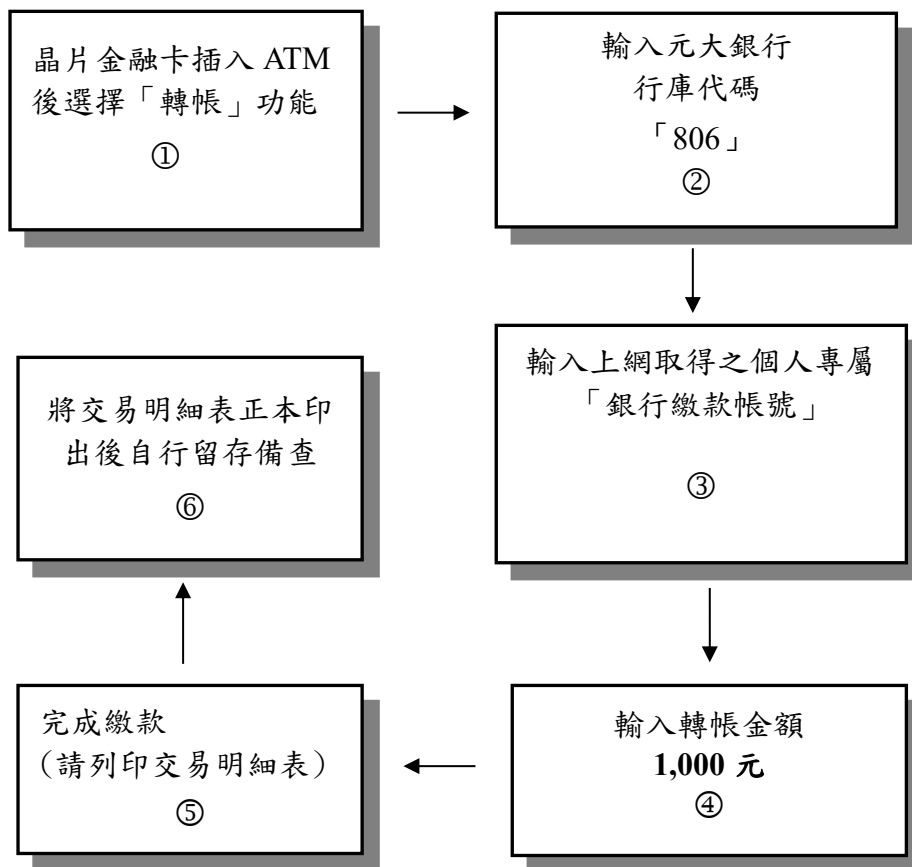 晶片金融卡插入 ATM
後選擇「轉帳」功能
①
輸入元大銀行
行庫代碼
「806」
②
輸入上網取得之個人專屬
「銀行繳款帳號」
③
輸入轉帳金額
1,000 元
④
完成繳款
(請列印交易明細表)
⑤
將交易明細表正本印
出後自行留存備查
⑥